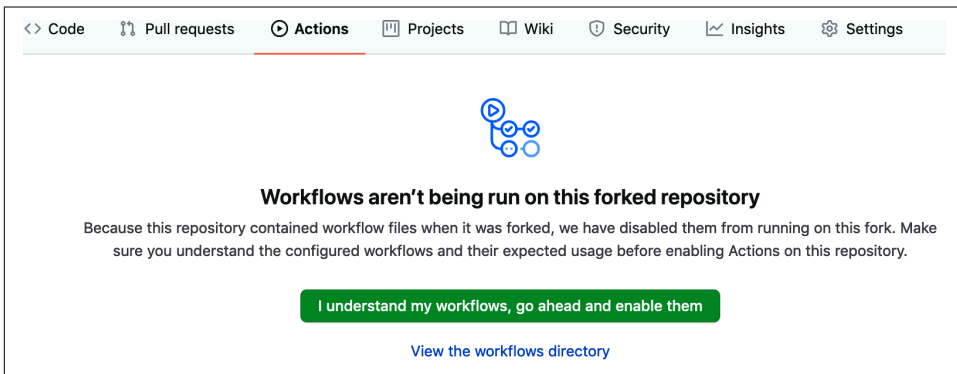 Code Pull requests Actions Projects Wiki Security Insights Settings
Workflows aren’t being run on this forked repository
Because this repository contained workflow files when it was forked, we have disabled them from running on this fork. Make
sure you understand the configured workflows and their expected usage before enabling Actions on this repository.
I understand my workflows, go ahead and enable them
View the workflows directory